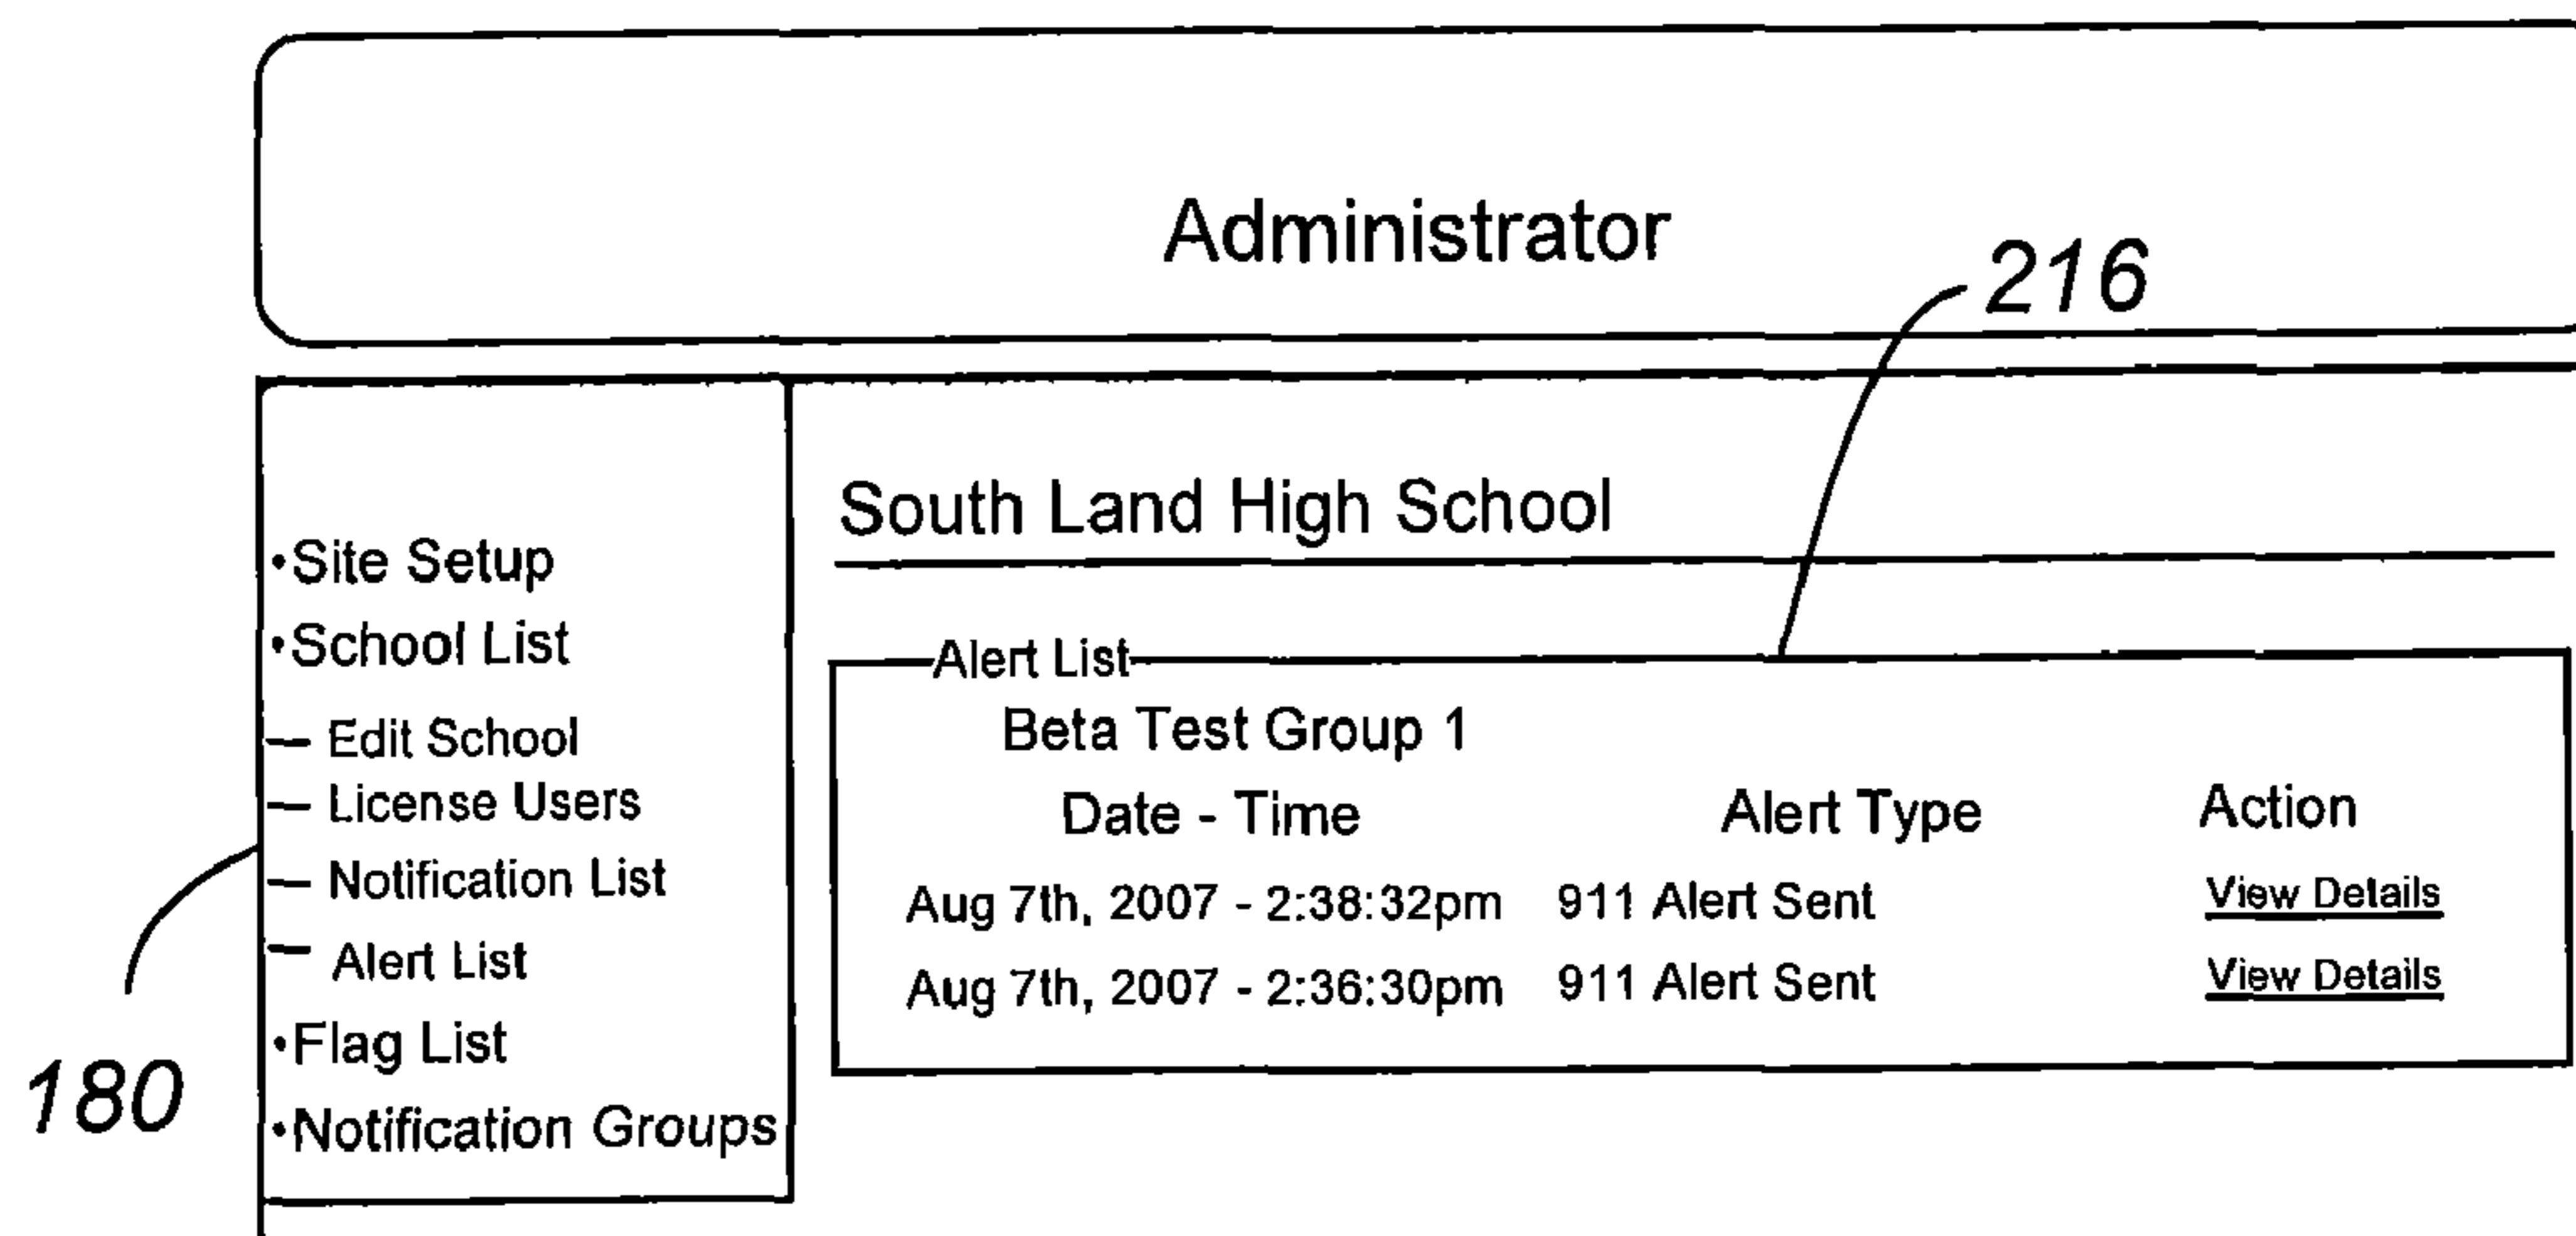 Administrator
216
•Site Setup
•School List
— Edit School
— License Users
— Notification List
— Alert List
•Flag List
•Notification Groups
180
South Land High School
Alert List
Beta Test Group 1
Date - Time Alert Type Action
Aug 7th, 2007 - 2:38:32pm 911 Alert Sent View Details
Aug 7th, 2007 - 2:36:30pm 911 Alert Sent View Details